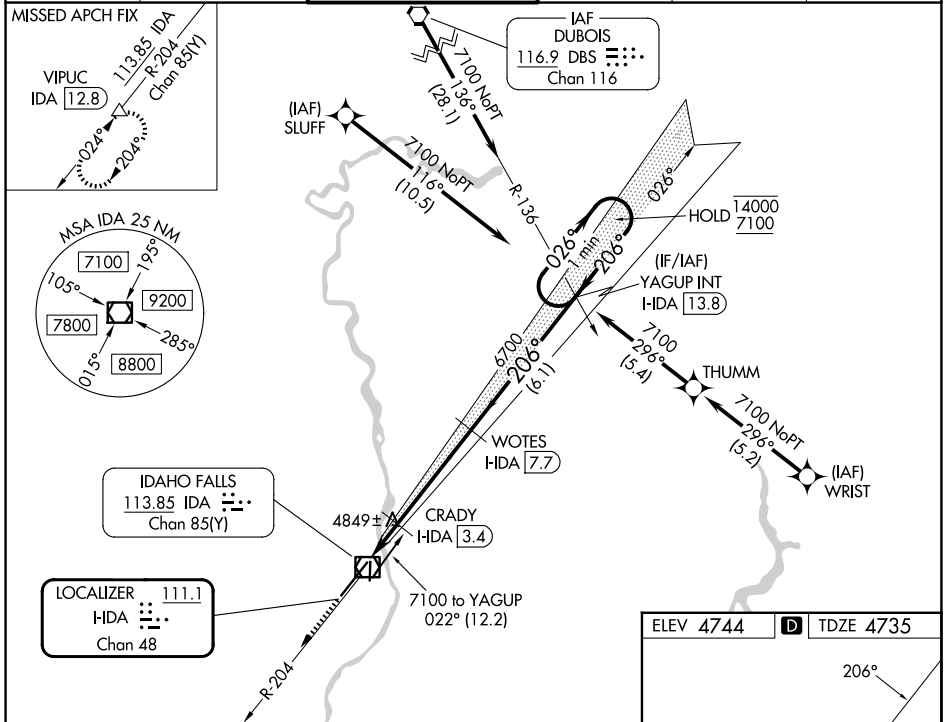 MISSED APCH FIX
113.85 IDA
R-204
Chan 85(Y)
VIPUC
IDA 12.8
024°
204°
MSA IDA 25 NM
7100
195°
105°
9200
7800
285°
015°
8800
IAF
DUBOIS
116.9 DBS
Chan 116
7100 NoPT
136°
(28.1)
R-136
(IAF)
SLUFF
7100 NoPT
116°
(10.5)
026°
HOLD 14000
7100
026°
1 min
206°
(IF/IAF)
YAGUP INT
I-IDA 13.8
7100
296°
(5.4)
THUMM
7100 NoPT
296°
(5.2)
(IAF)
WRIST
6700
206°
(6.1)
WOTES
I-IDA 7.7
IDAHO FALLS
113.85 IDA
Chan 85(Y)
4849±
CRADY
I-IDA 3.4
LOCALIZER 111.1
I-IDA
Chan 48
7100 to YAGUP
022° (12.2)
R-204
ELEV 4744 D TDZE 4735
206°